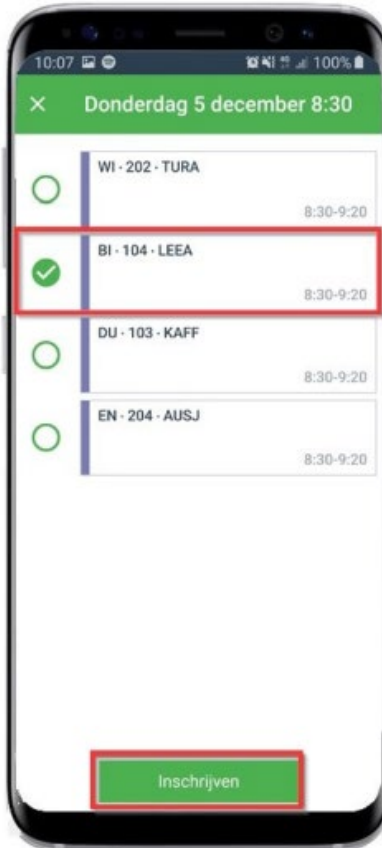 10:07 100%
× Donderdag 5 december 8:30
WI · 202 · TURA
8:30-9:20
BI · 104 · LEEA
8:30-9:20
DU · 103 · KAFF
8:30-9:20
EN · 204 · AUSJ
8:30-9:20
Inschrijven